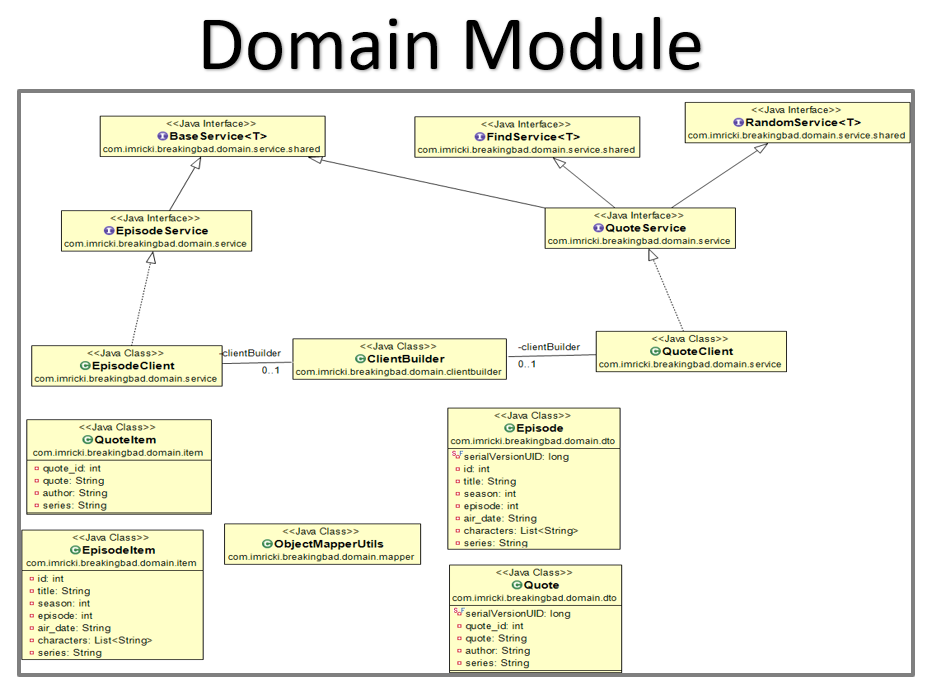 Domain Module
<<Java Interface>>
BaseService<T>
com.imricki.breakingbad.domain.service.shared
<<Java Interface>>
FindService<T>
com.imricki.breakingbad.domain.service.shared
<<Java Interface>>
RandomService<T>
com.imricki.breakingbad.domain.service.shared
<<Java Interface>>
EpisodeService
com.imricki.breakingbad.domain.service
<<Java Interface>>
QuoteService
com.imricki.breakingbad.domain.service
<<Java Class>>
EpisodeClient
com.imricki.breakingbad.domain.service
-clientBuilder
0..1
<<Java Class>>
ClientBuilder
com.imricki.breakingbad.domain.clientbuilder
-clientBuilder
0..1
<<Java Class>>
QuoteClient
com.imricki.breakingbad.domain.service
<<Java Class>>
QuoteItem
com.imricki.breakingbad.domain.item
quote_id: int
quote: String
author: String
series: String
<<Java Class>>
Episode
com.imricki.breakingbad.domain.dto
serialVersionUID: long
id: int
title: String
season: int
episode: int
air_date: String
characters: List<String>
series: String
<<Java Class>>
EpisodeItem
com.imricki.breakingbad.domain.item
id: int
title: String
season: int
episode: int
air_date: String
characters: List<String>
series: String
<<Java Class>>
ObjectMapperUtils
com.imricki.breakingbad.domain.mapper
<<Java Class>>
Quote
com.imricki.breakingbad.domain.dto
serialVersionUID: long
quote_id: int
quote: String
author: String
series: String